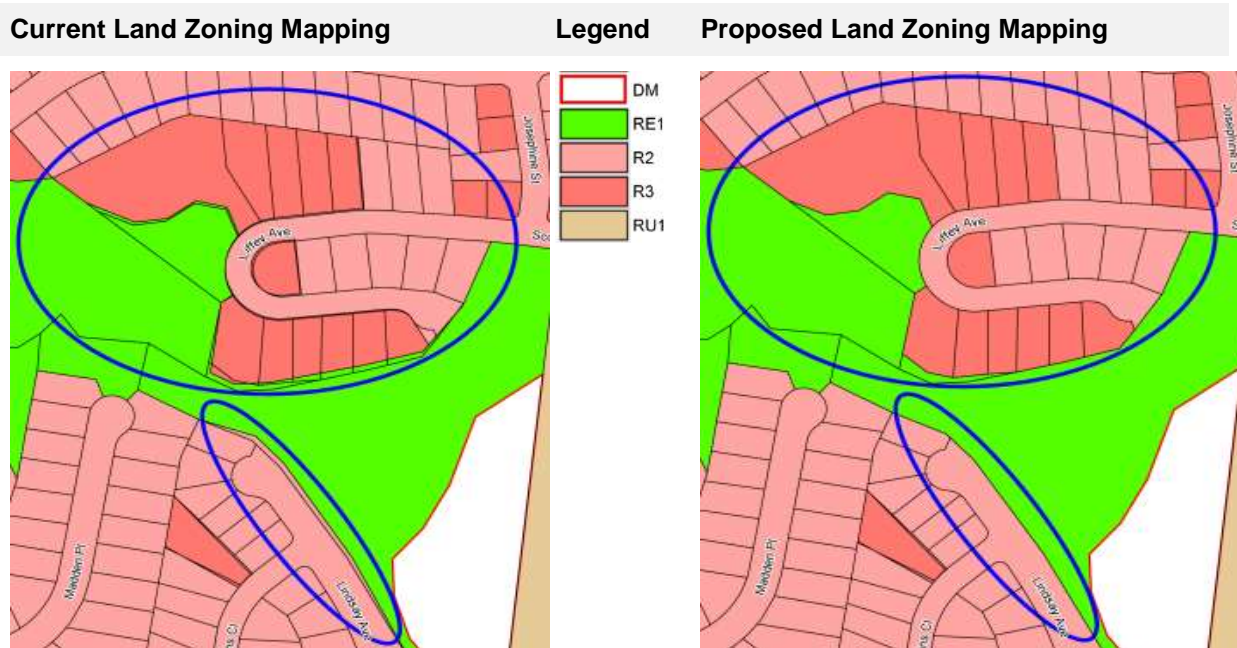 Current Land Zoning Mapping
Legend
Proposed Land Zoning Mapping
DM
RE1
R2
R3
RU1
Josephine St
Liffey Ave
Madden Pl
Lindsay Ave
Josephine St
Liffey Ave
Madden Pl
Lindsay Ave